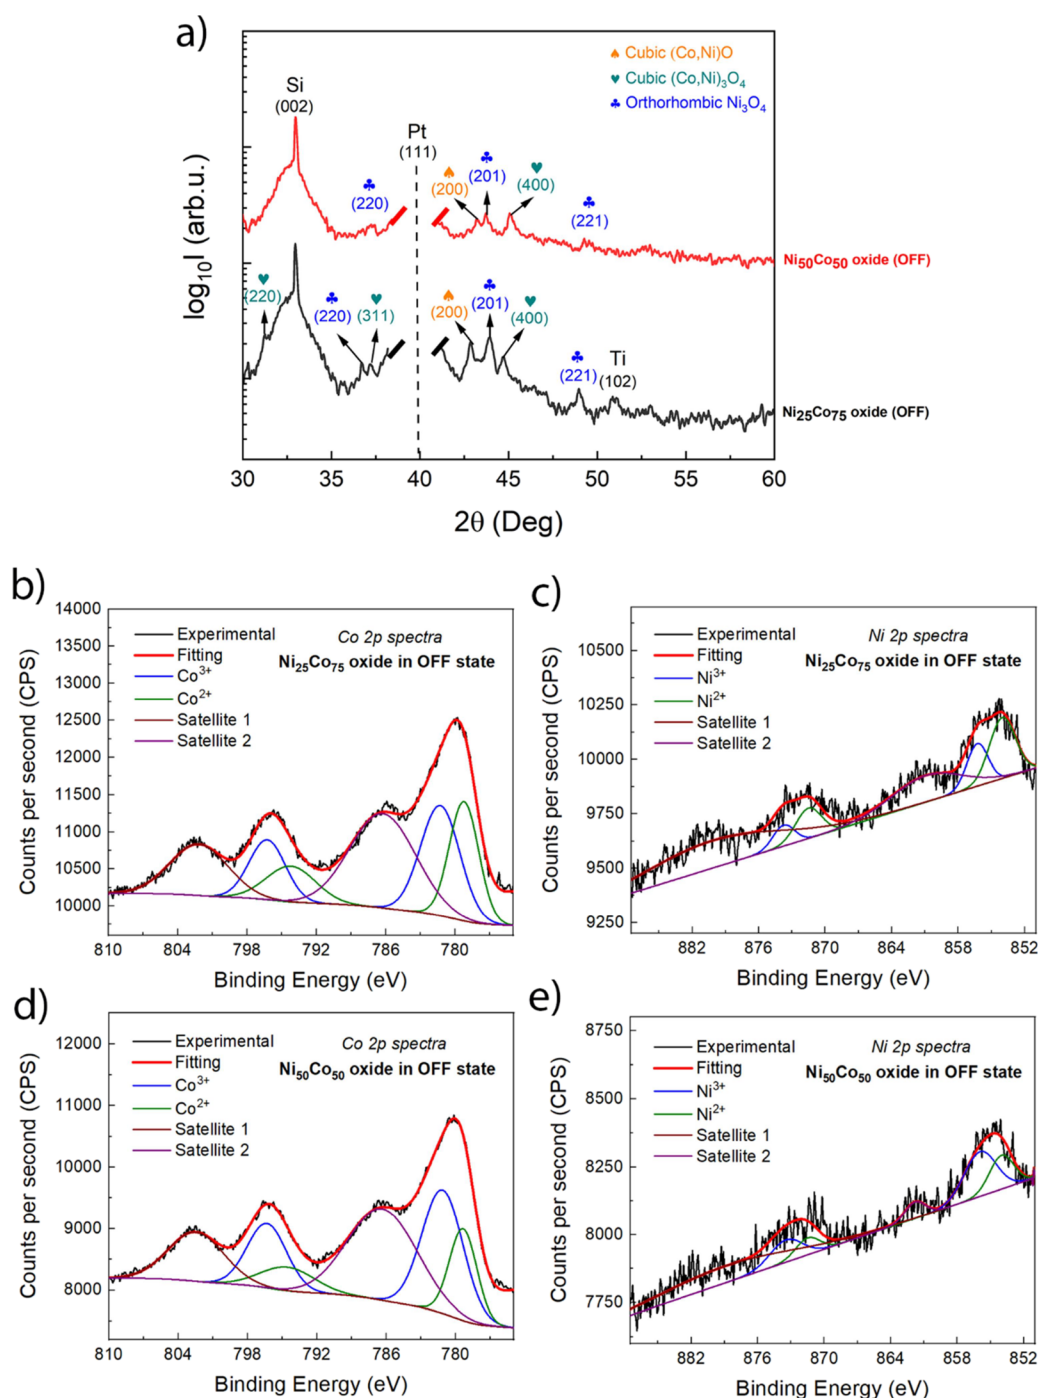 a)
♠ Cubic (Co,Ni)O
♥ Cubic (Co,Ni)₃O₄
♣ Orthorhombic Ni₃O₄
Si
(002)
Pt
(111)
♣
(220)
♠
(200)
♣
(201)
♥
(400)
♣
(221)
Ni₅₀Co₅₀ oxide (OFF)
♥
(220)
♣
(220)
♥
(311)
♠
(200)
♣
(201)
♥
(400)
♣
(221)
Ti
(102)
Ni₂₅Co₇₅ oxide (OFF)
log₁₀I (arb.u.)
30 35 40 45 50 55 60
2θ (Deg)
b)
14000
13500
13000
12500
12000
11500
11000
10500
10000
Counts per second (CPS)
Experimental
Fitting
Co³⁺
Co²⁺
Satellite 1
Satellite 2
Co 2p spectra
Ni₂₅Co₇₅ oxide in OFF state
810 804 798 792 786 780
Binding Energy (eV)
c)
10500
10250
10000
9750
9500
9250
Counts per second (CPS)
Experimental
Fitting
Ni³⁺
Ni²⁺
Satellite 1
Satellite 2
Ni 2p spectra
Ni₂₅Co₇₅ oxide in OFF state
882 876 870 864 858 852
Binding Energy (eV)
d)
12000
11000
10000
9000
8000
Counts per second (CPS)
Experimental
Fitting
Co³⁺
Co²⁺
Satellite 1
Satellite 2
Co 2p spectra
Ni₅₀Co₅₀ oxide in OFF state
810 804 798 792 786 780
Binding Energy (eV)
e)
8750
8500
8250
8000
7750
Counts per second (CPS)
Experimental
Fitting
Ni³⁺
Ni²⁺
Satellite 1
Satellite 2
Ni 2p spectra
Ni₅₀Co₅₀ oxide in OFF state
882 876 870 864 858 852
Binding Energy (eV)